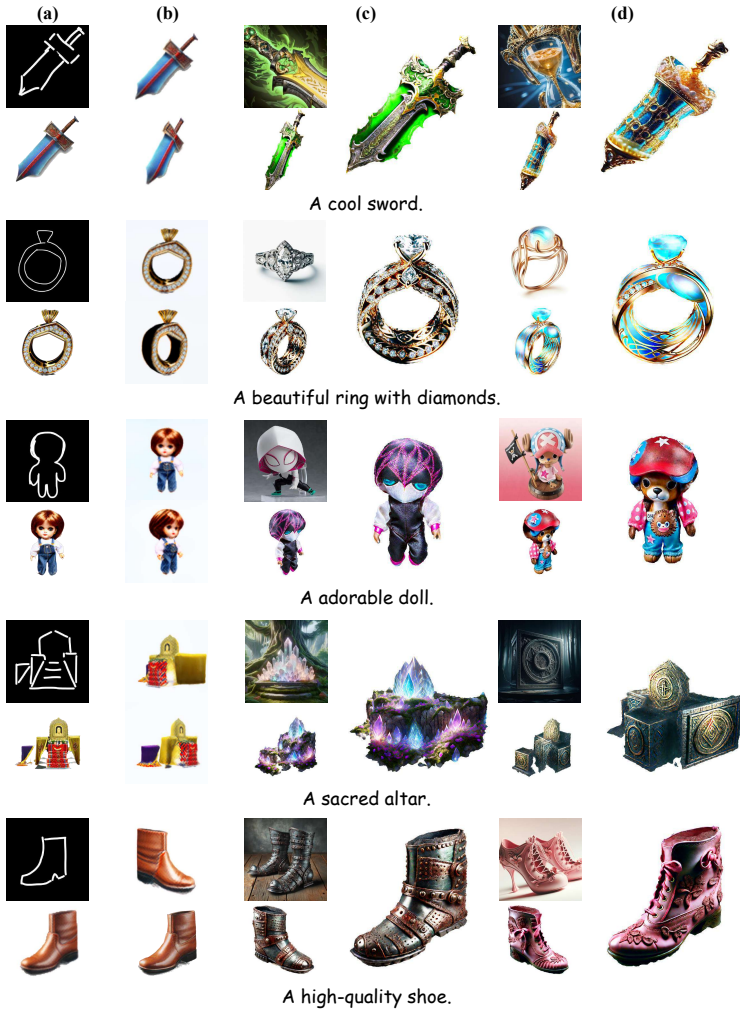 (a) (b) (c) (d)
A cool sword.
A beautiful ring with diamonds.
A adorable doll.
A sacred altar.
A high-quality shoe.